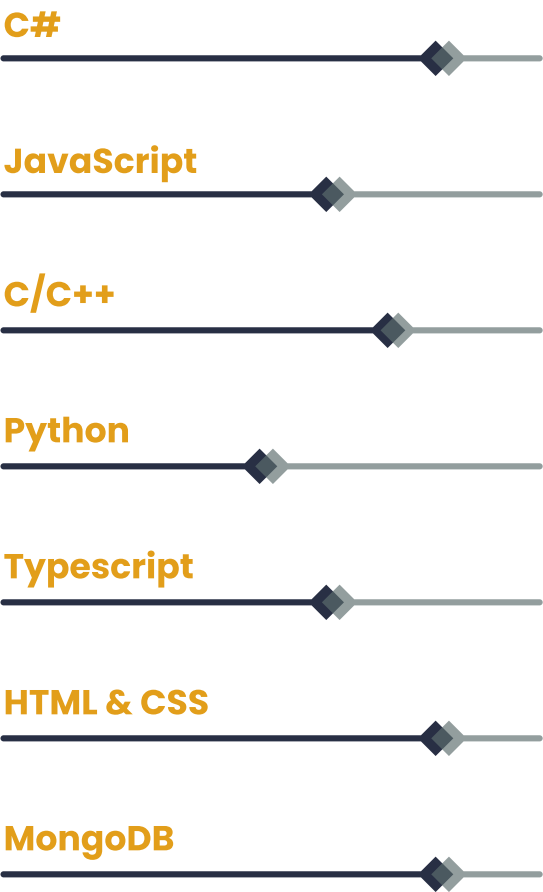 C#
JavaScript
C/C++
Python
Typescript
HTML & CSS
MongoDB